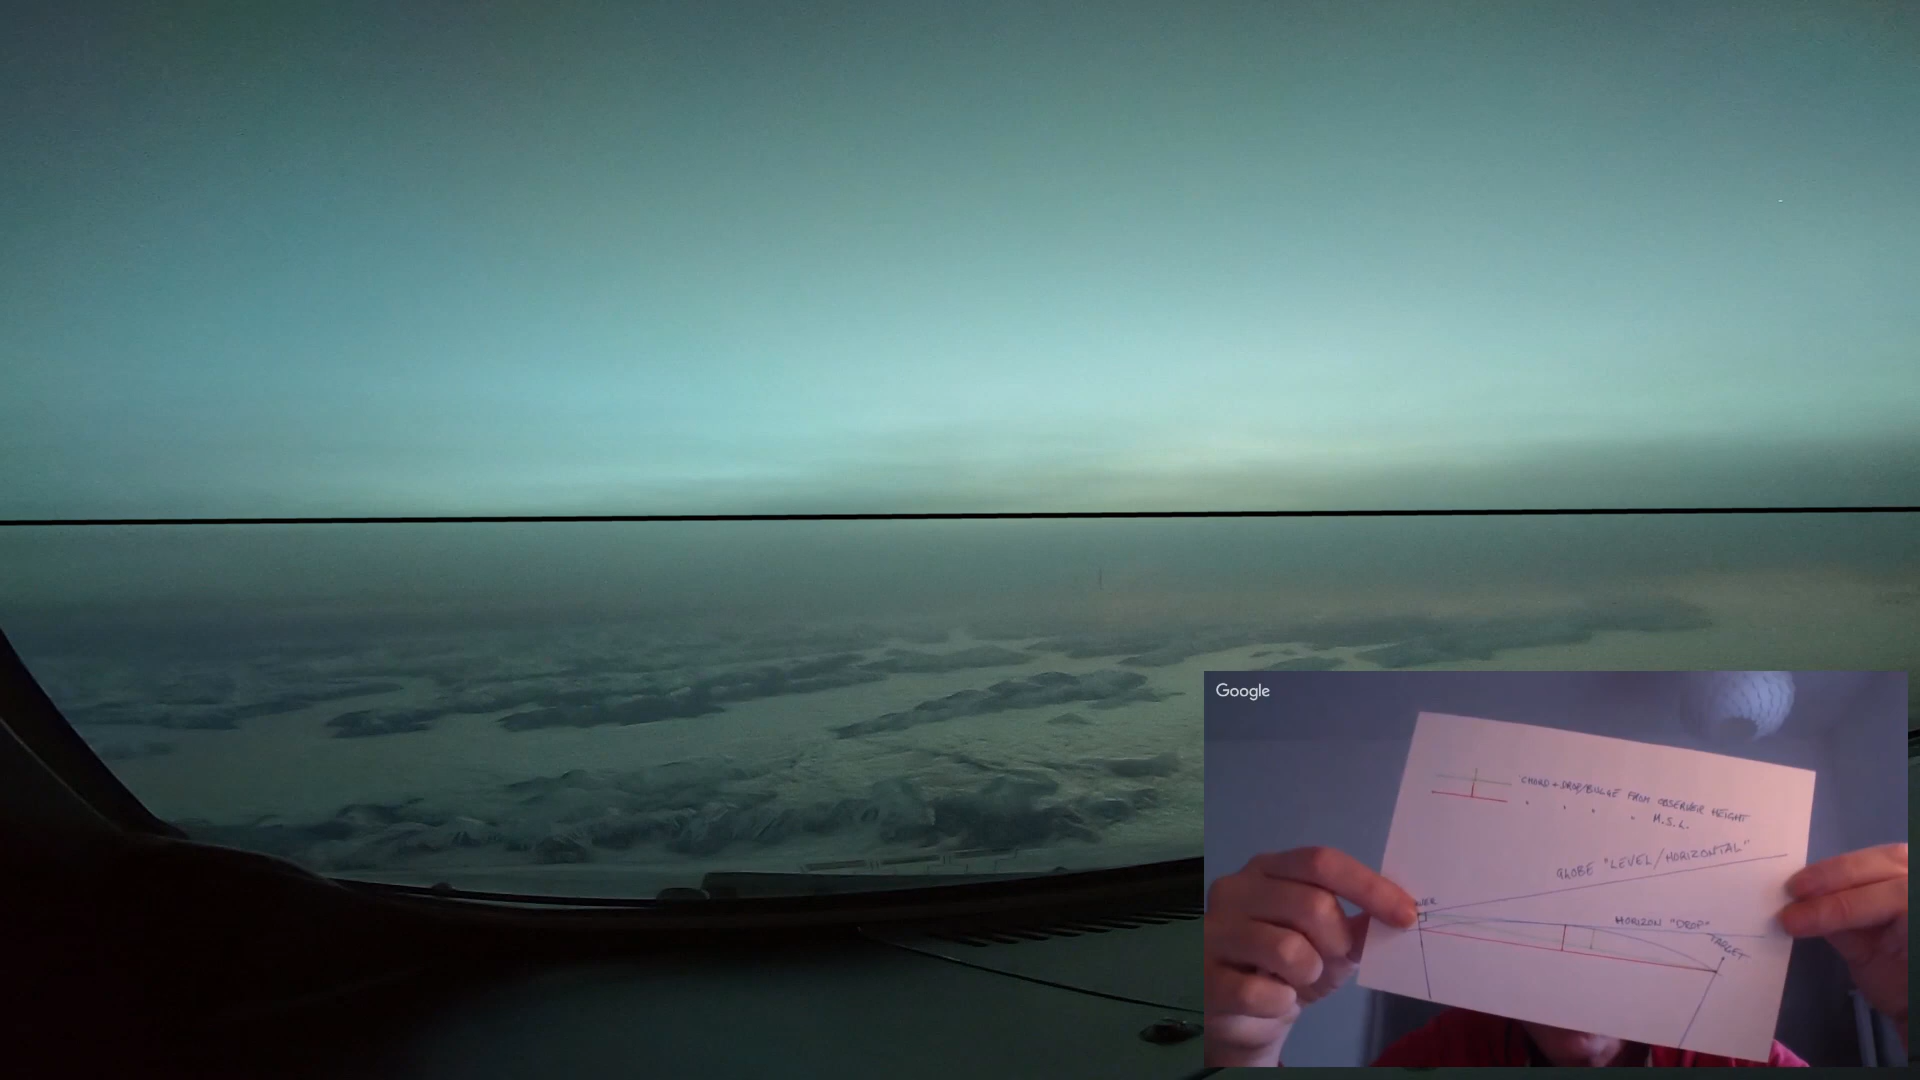 Google
CHORD + DROP/BULGE FROM OBSERVER HEIGHT
" " " " M.S.L.
GLOBE "LEVEL/HORIZONTAL"
HORIZON "DROP"
TARGET